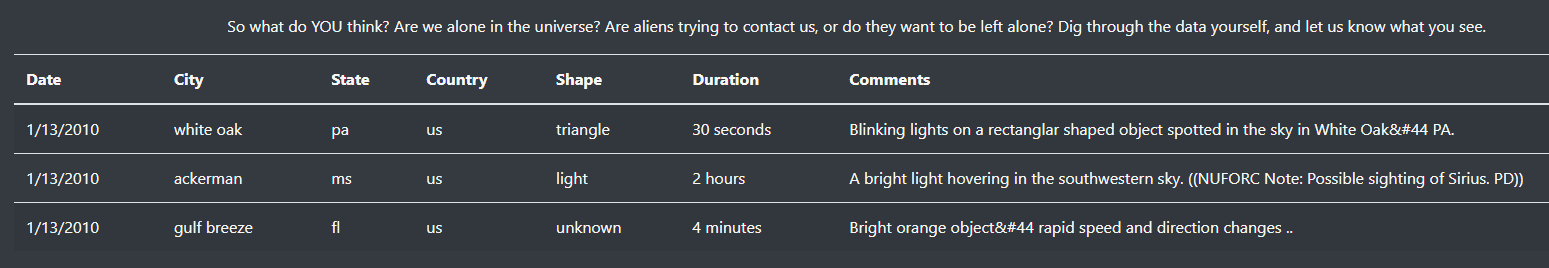 So what do YOU think? Are we alone in the universe? Are aliens trying to contact us, or do they want to be left alone? Dig through the data yourself, and let us know what you see.
Date City State Country Shape Duration Comments
1/13/2010 white oak pa us triangle 30 seconds Blinking lights on a rectanglar shaped object spotted in the sky in White Oak&#44 PA.
1/13/2010 ackerman ms us light 2 hours A bright light hovering in the southwestern sky. ((NUFORC Note: Possible sighting of Sirius. PD))
1/13/2010 gulf breeze fl us unknown 4 minutes Bright orange object&#44 rapid speed and direction changes ..